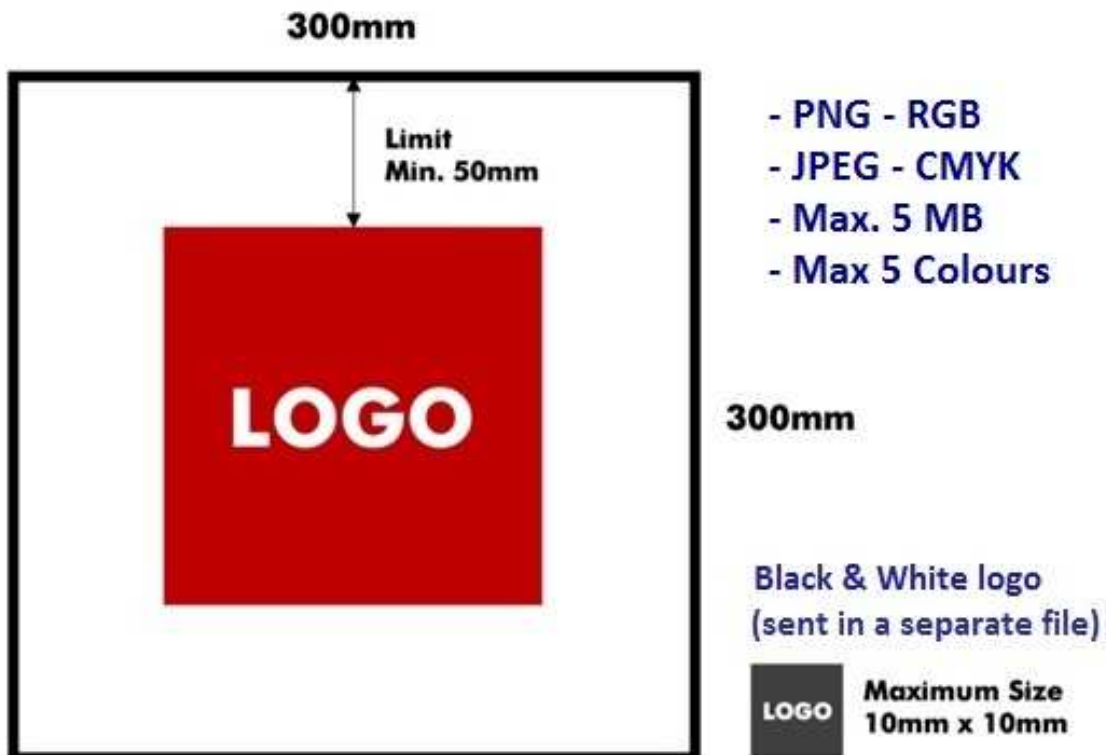 300mm
Limit
Min. 50mm
- PNG - RGB
- JPEG - CMYK
- Max. 5 MB
- Max 5 Colours
LOGO
300mm
Black & White logo
(sent in a separate file)
LOGO
Maximum Size
10mm x 10mm